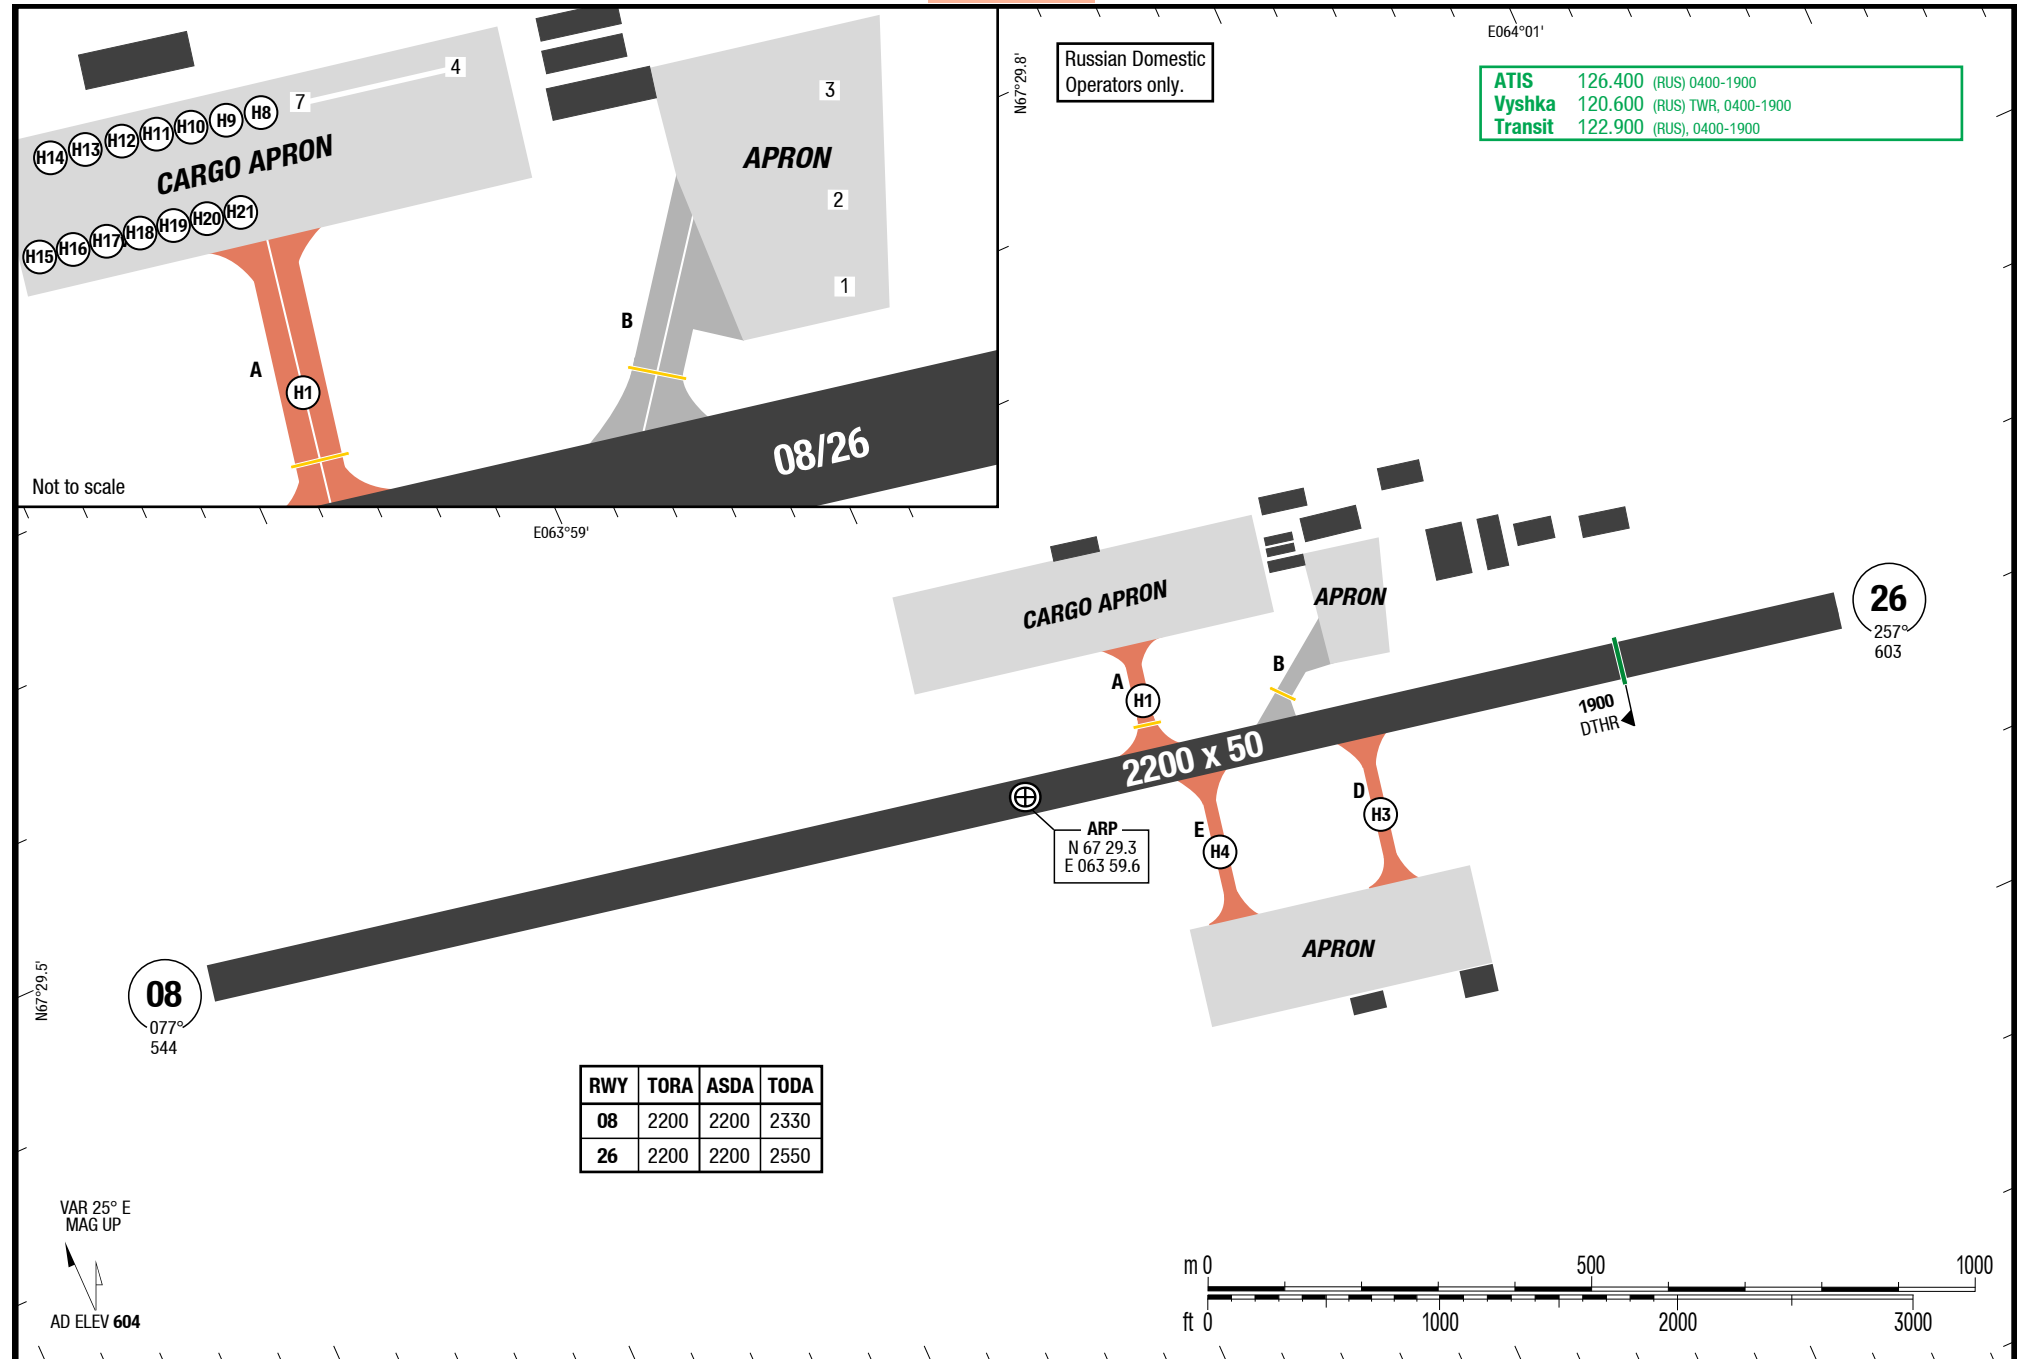 4
7
H14 H13 H12 H11 H10 H9 H8
CARGO APRON
H15 H16 H17 H18 H19 H20 H21
A
H1
B
3
APRON
2
1
08/26
Not to scale
N67°29.8'
Russian Domestic
Operators only.
E064°01'
ATIS 126.400 (RUS) 0400-1900
Vyshka 120.600 (RUS) TWR, 0400-1900
Transit 122.900 (RUS), 0400-1900
E063°59'
CARGO APRON
APRON
26
257°
603
B
A
H1
1900
DTHR
2200 x 50
ARP
N 67 29.3
E 063 59.6
D
H3
E
H4
APRON
N67°29.5'
08
077°
544
RWY TORA ASDA TODA
08 2200 2200 2330
26 2200 2200 2550
VAR 25° E
MAG UP
AD ELEV 604
m 0 500 1000
ft 0 1000 2000 3000